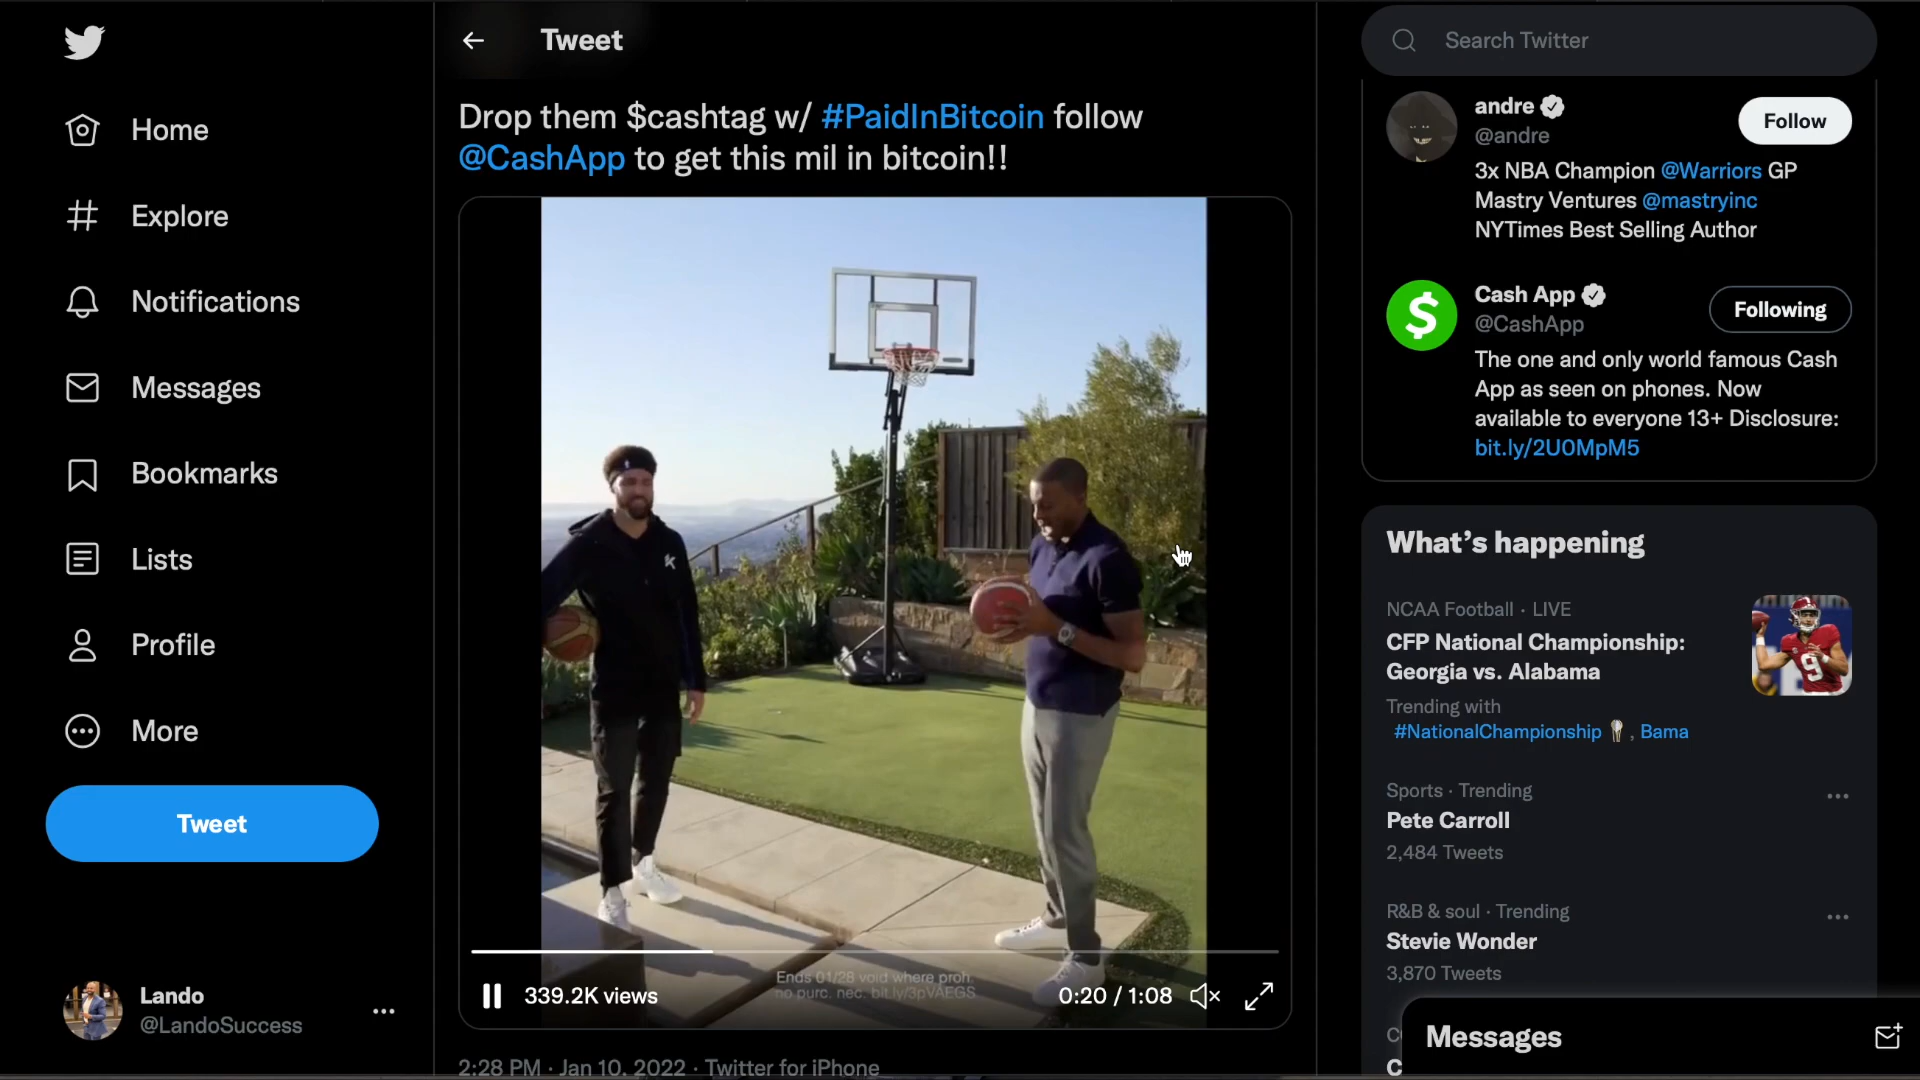 Home
Explore
Notifications
Messages
Bookmarks
Lists
Profile
More
Tweet
Lando
@LandoSuccess
Tweet
Drop them $cashtag w/ #PaidInBitcoin follow
@CashApp to get this mil in bitcoin!!
Ends 01/28 void where proh.
no purc. nec. bit.ly/3pVAEGS
339.2K views
0:20 / 1:08
2:28 PM · Jan 10, 2022 · Twitter for iPhone
Search Twitter
andre
@andre
Follow
3x NBA Champion @Warriors GP
Mastry Ventures @mastryinc
NYTimes Best Selling Author
Cash App
@CashApp
Following
The one and only world famous Cash
App as seen on phones. Now
available to everyone 13+ Disclosure:
bit.ly/2U0MpM5
What's happening
NCAA Football · LIVE
CFP National Championship:
Georgia vs. Alabama
Trending with
#NationalChampionship , Bama
Sports · Trending
Pete Carroll
2,484 Tweets
R&B & soul · Trending
Stevie Wonder
3,870 Tweets
Messages